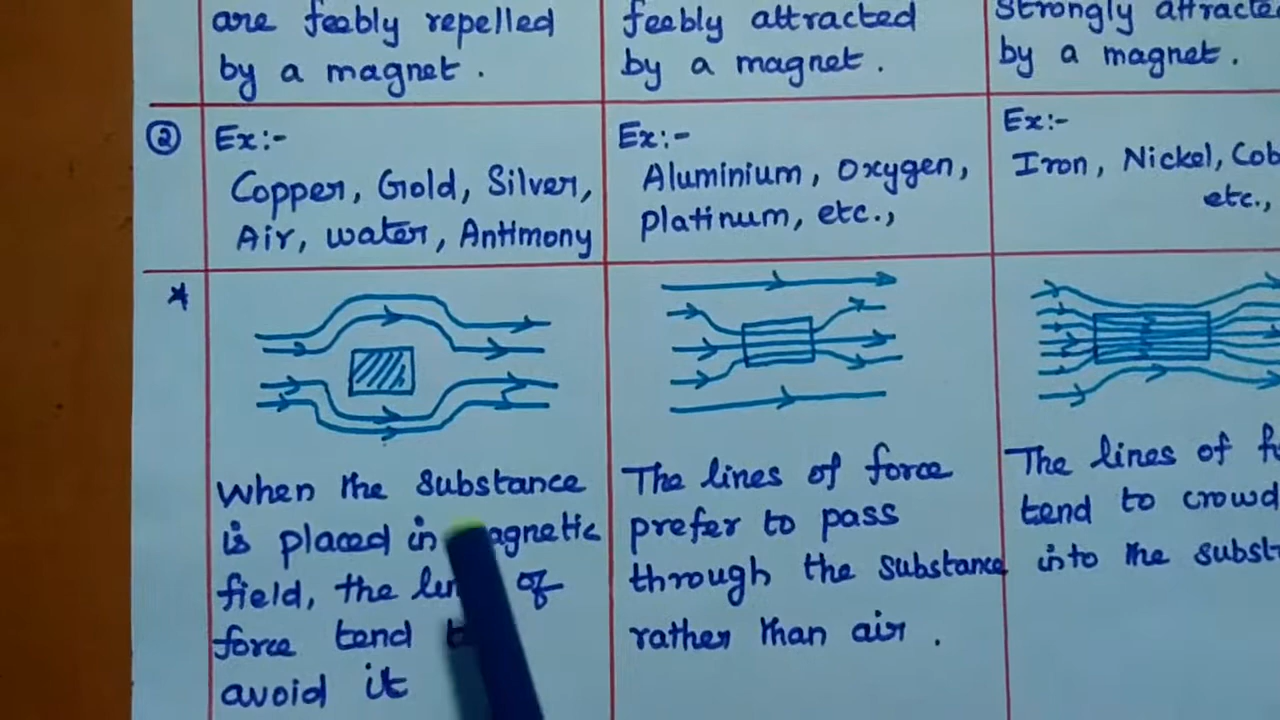 are feebly repelled
by a magnet.
feebly attracted
by a magnet.
strongly
by a magnet.
②
Ex:-
Copper, Gold, Silver,
Air, water, Antimony
Ex:-
Aluminium, Oxygen,
Platinum, etc.,
Ex:-
Iron, Nickel,
etc.,
*
When the substance
is placed in
field, the of
force tend
avoid it
The lines of force
prefer to pass
through the substance
rather than air.
The lines of
tend to crowd
into the